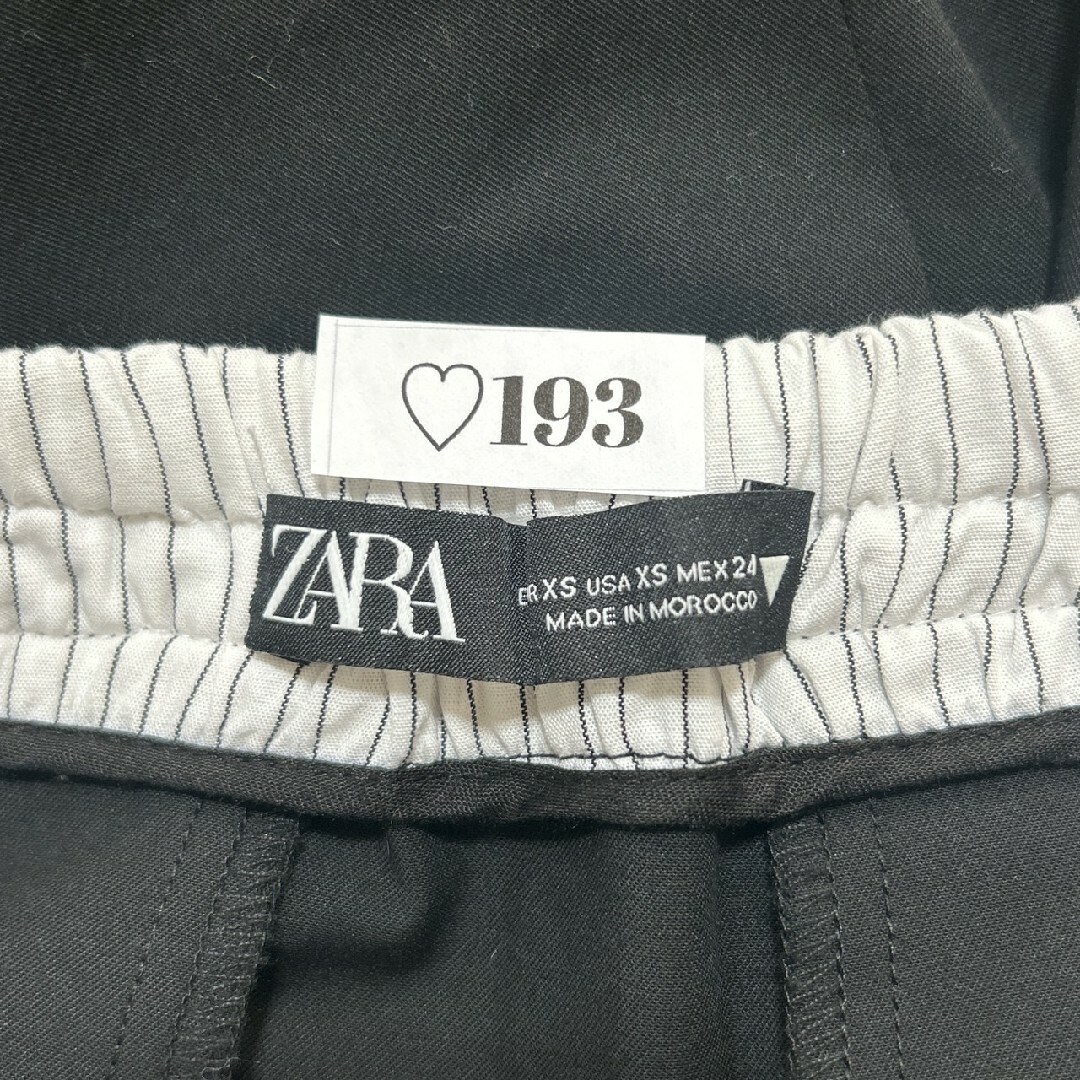 ♡193
ZARA
EUR XS USA XS MEX 24
MADE IN MOROCCO